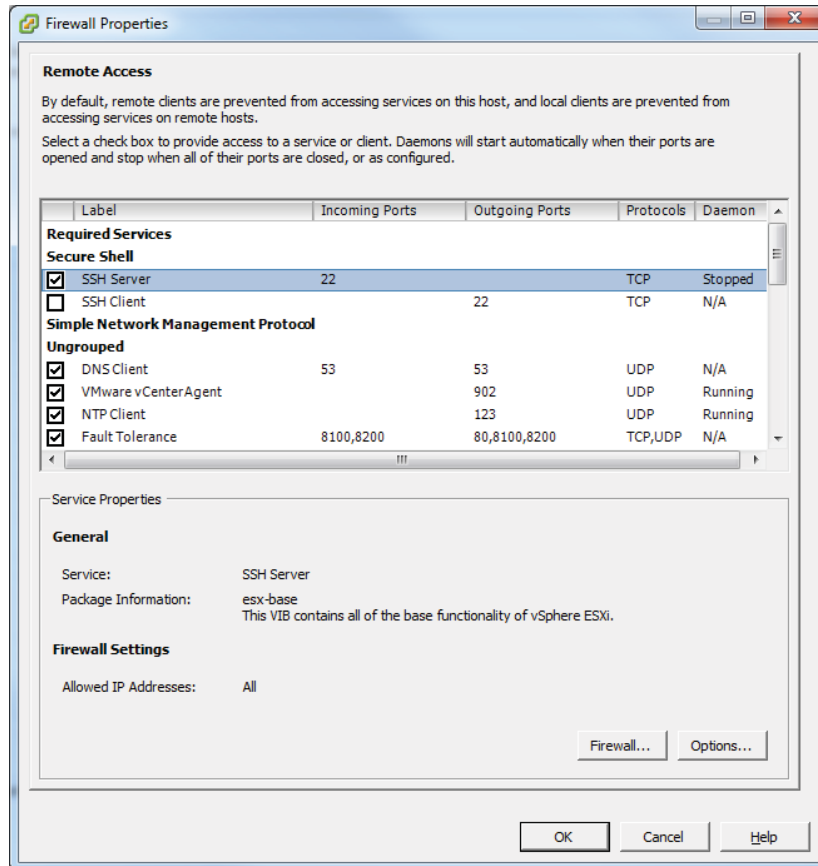 Firewall Properties
Remote Access
By default, remote clients are prevented from accessing services on this host, and local clients are prevented from
accessing services on remote hosts.
Select a check box to provide access to a service or client. Daemons will start automatically when their ports are
opened and stop when all of their ports are closed, or as configured.
Label Incoming Ports Outgoing Ports Protocols Daemon
Required Services
Secure Shell
SSH Server 22 TCP Stopped
SSH Client 22 TCP N/A
Simple Network Management Protocol
Ungrouped
DNS Client 53 53 UDP N/A
VMware vCenterAgent 902 UDP Running
NTP Client 123 UDP Running
Fault Tolerance 8100,8200 80,8100,8200 TCP,UDP N/A
Service Properties
General
Service: SSH Server
Package Information: esx-base
This VIB contains all of the base functionality of vSphere ESXi.
Firewall Settings
Allowed IP Addresses: All
Firewall... Options...
OK Cancel Help